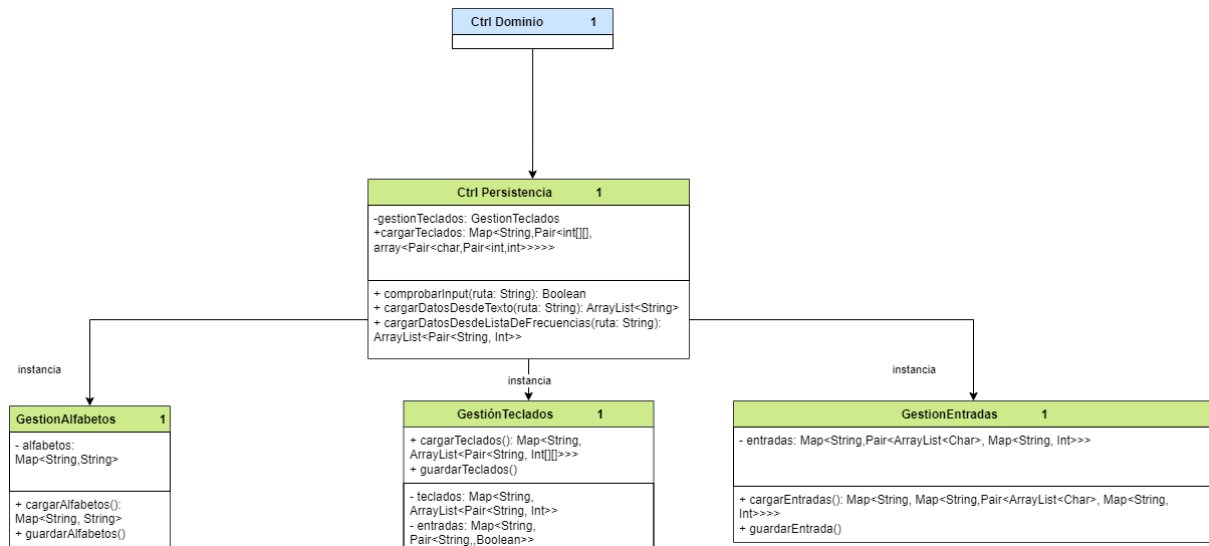 Ctrl Dominio 1
Ctrl Persistencia 1
-gestionTeclados: GestionTeclados
+cargarTeclados: Map<String,Pair<int[][],
array<Pair<char,Pair<int,int>>>>>
+ comprobarInput(ruta: String): Boolean
+ cargarDatosDesdeTexto(ruta: String): ArrayList<String>
+ cargarDatosDesdeListaDeFrecuencias(ruta: String):
ArrayList<Pair<String, Int>>
instancia
instancia
instancia
GestionAlfabetos 1
- alfabetos:
Map<String,String>
+ cargarAlfabetos():
Map<String, String>
+ guardarAlfabetos()
GestiónTeclados 1
+ cargarTeclados(): Map<String,
ArrayList<Pair<String, Int[][]>>>
+ guardarTeclados()
- teclados: Map<String,
ArrayList<Pair<String, Int>>
- entradas: Map<String,
Pair<String,,Boolean>>
GestionEntradas 1
- entradas: Map<String,Pair<ArrayList<Char>, Map<String, Int>>>
+ cargarEntradas(): Map<String, Map<String,Pair<ArrayList<Char>, Map<String,
Int>>>>
+ guardarEntrada()